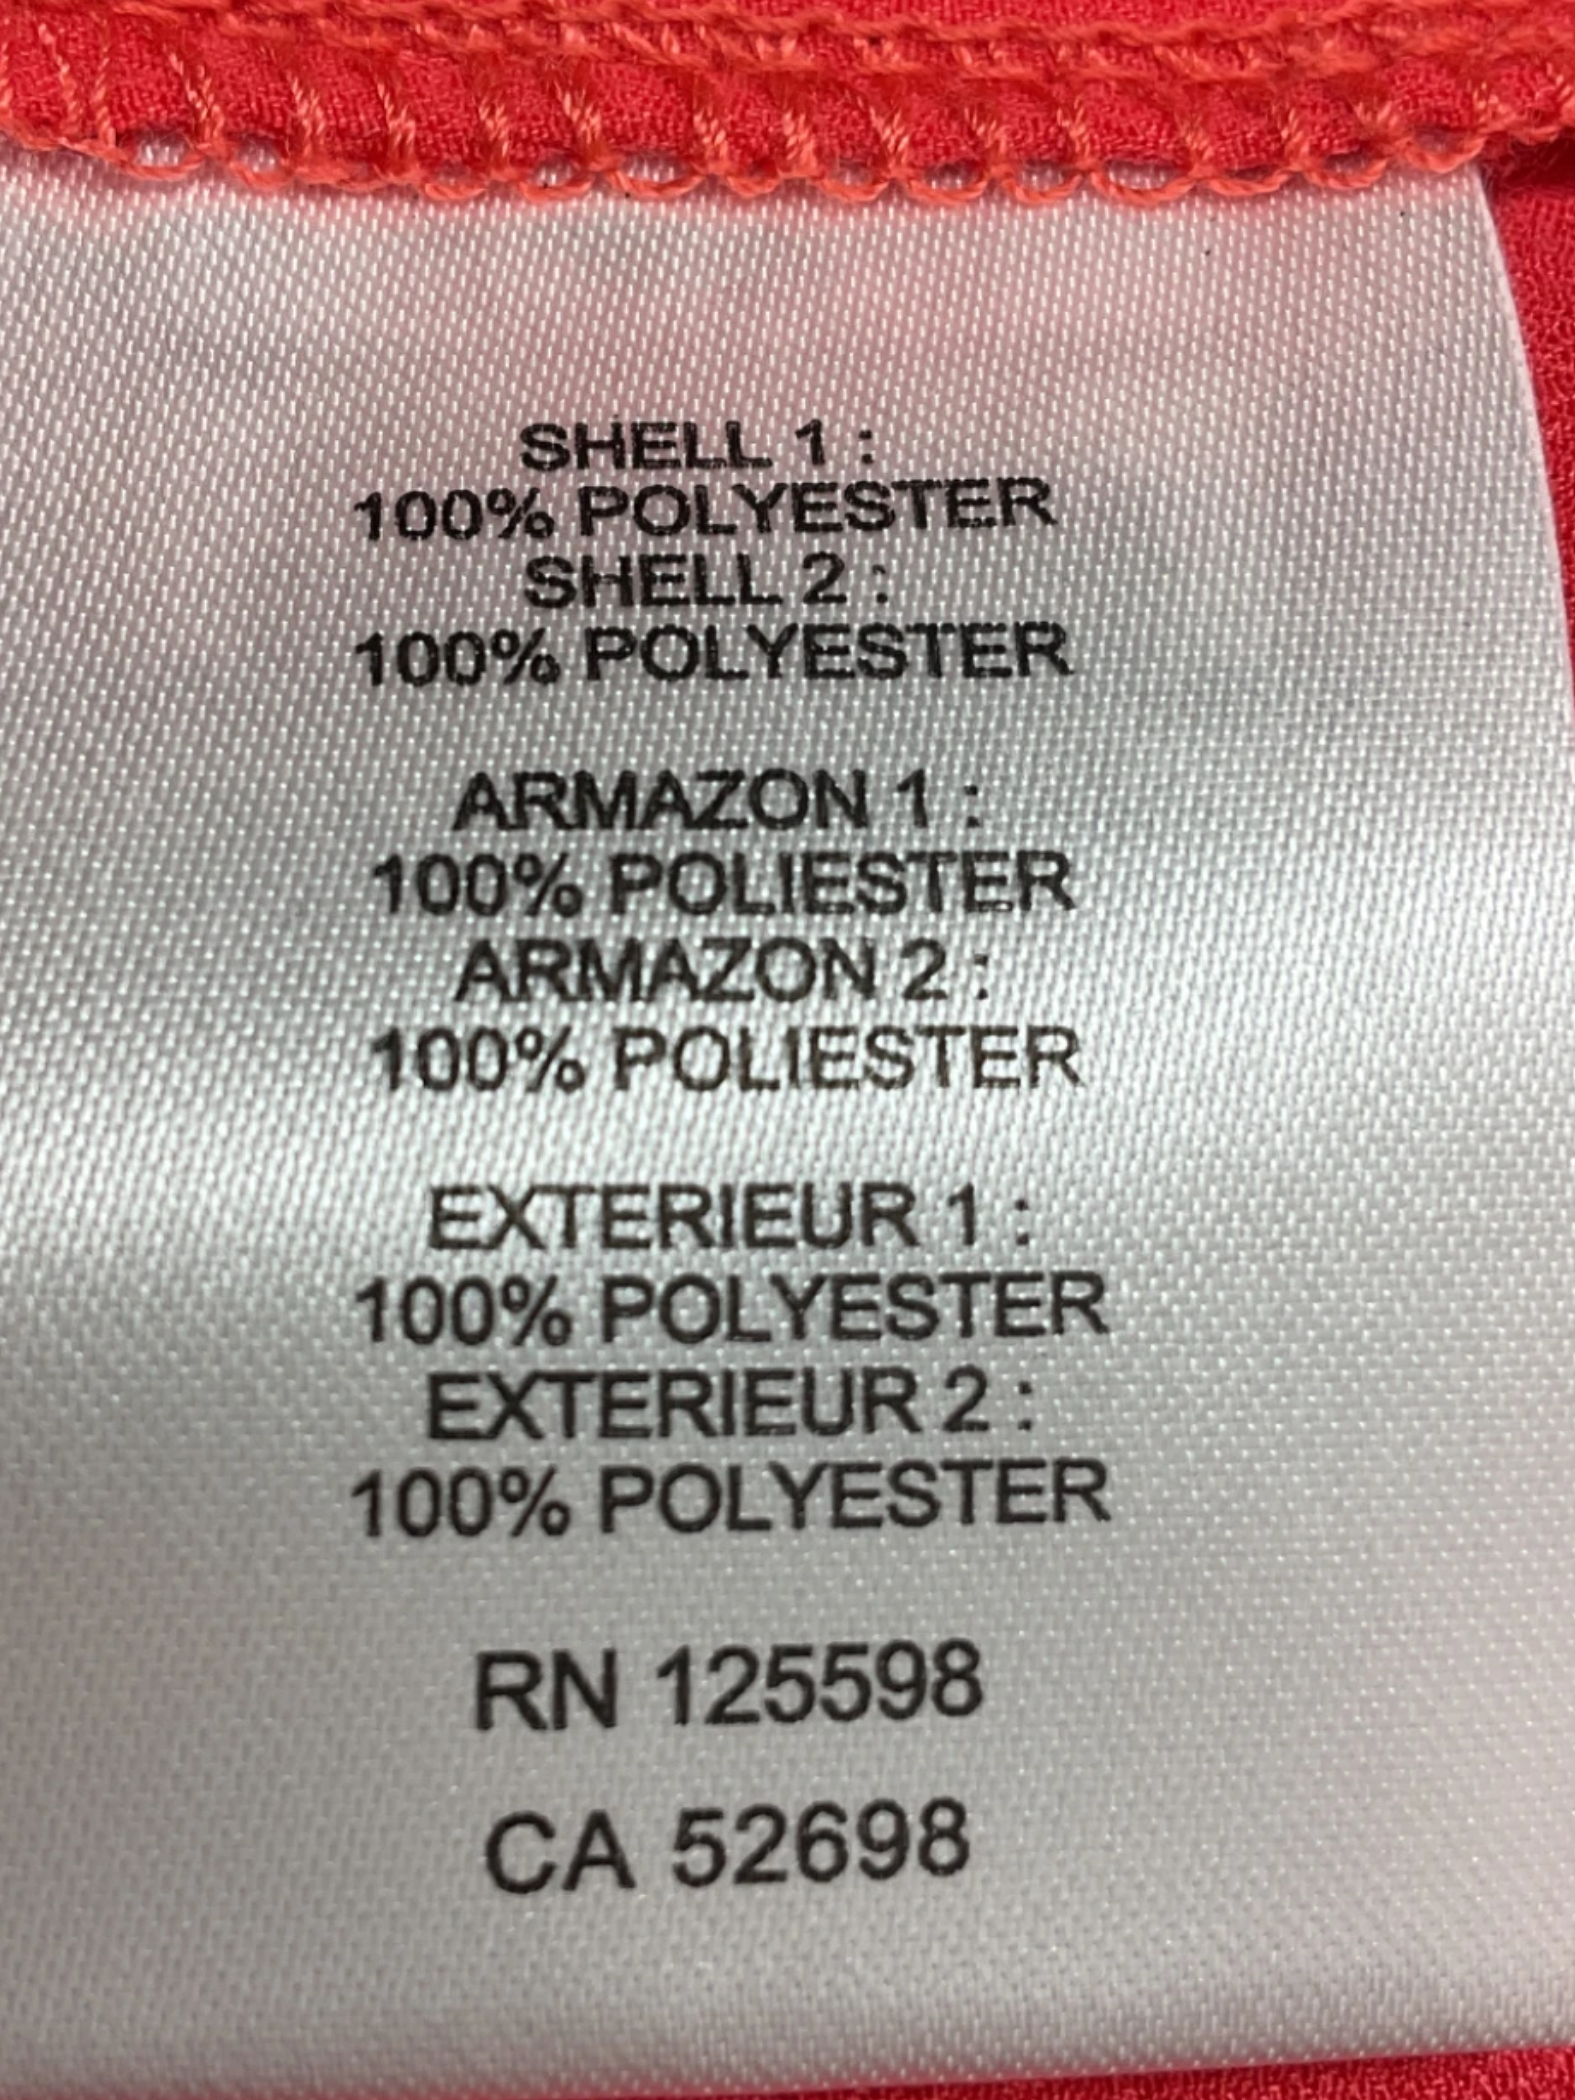 SHELL 1 :
100% POLYESTER
SHELL 2 :
100% POLYESTER
ARMAZON 1 :
100% POLIESTER
ARMAZON 2 :
100% POLIESTER
EXTERIEUR 1 :
100% POLYESTER
EXTERIEUR 2 :
100% POLYESTER
RN 125598
CA 52698